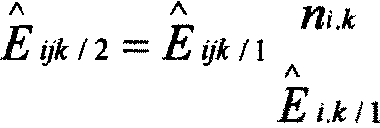 Ê ijk / 2 = Ê ijk / 1 n i.k
Ê i.k / 1